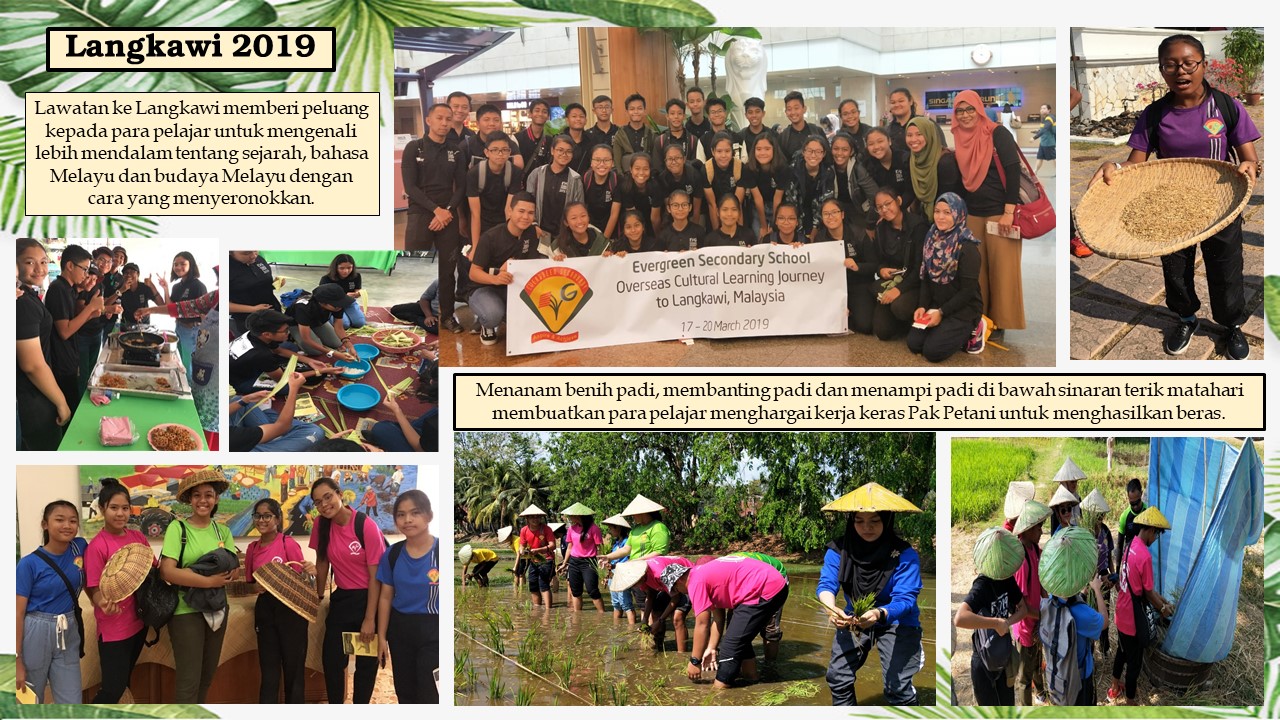 Langkawi 2019
Lawatan ke Langkawi memberi peluang
kepada para pelajar untuk mengenali
lebih mendalam tentang sejarah, bahasa
Melayu dan budaya Melayu dengan
cara yang menyeronokkan.
Evergreen Secondary School
Overseas Cultural Learning Journey
to Langkawi, Malaysia
17 - 20 March 2019
Menanam benih padi, membanting padi dan menampi padi di bawah sinaran terik matahari
membuatkan para pelajar menghargai kerja keras Pak Petani untuk menghasilkan beras.